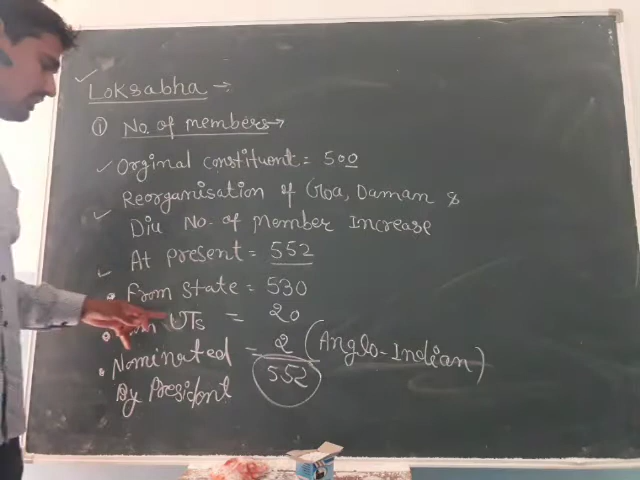 Loksabha →
① No. of members →
Orginal constituent = 500
Reorganisation of Goa, Daman &
Diu No. of Member Increase
At present = 552
From state = 530
UTs = 20
Nominated = 2 (Anglo-Indian)
By President 552